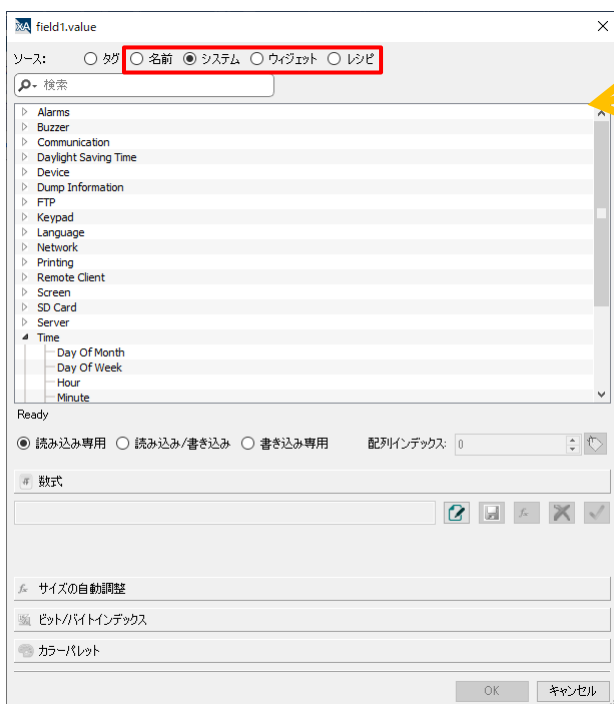 field1.value
ソース: タグ 名前 システム ウィジェット レシピ
検索
Alarms
Buzzer
Communication
Daylight Saving Time
Device
Dump Information
FTP
Keypad
Language
Network
Printing
Remote Client
Screen
SD Card
Server
Time
Day Of Month
Day Of Week
Hour
Minute
Ready
読み込み専用 読み込み/書き込み 書き込み専用 配列インデックス: 0
数式
サイズの自動調整
ビット/バイトインデックス
カラーパレット
OK キャンセル